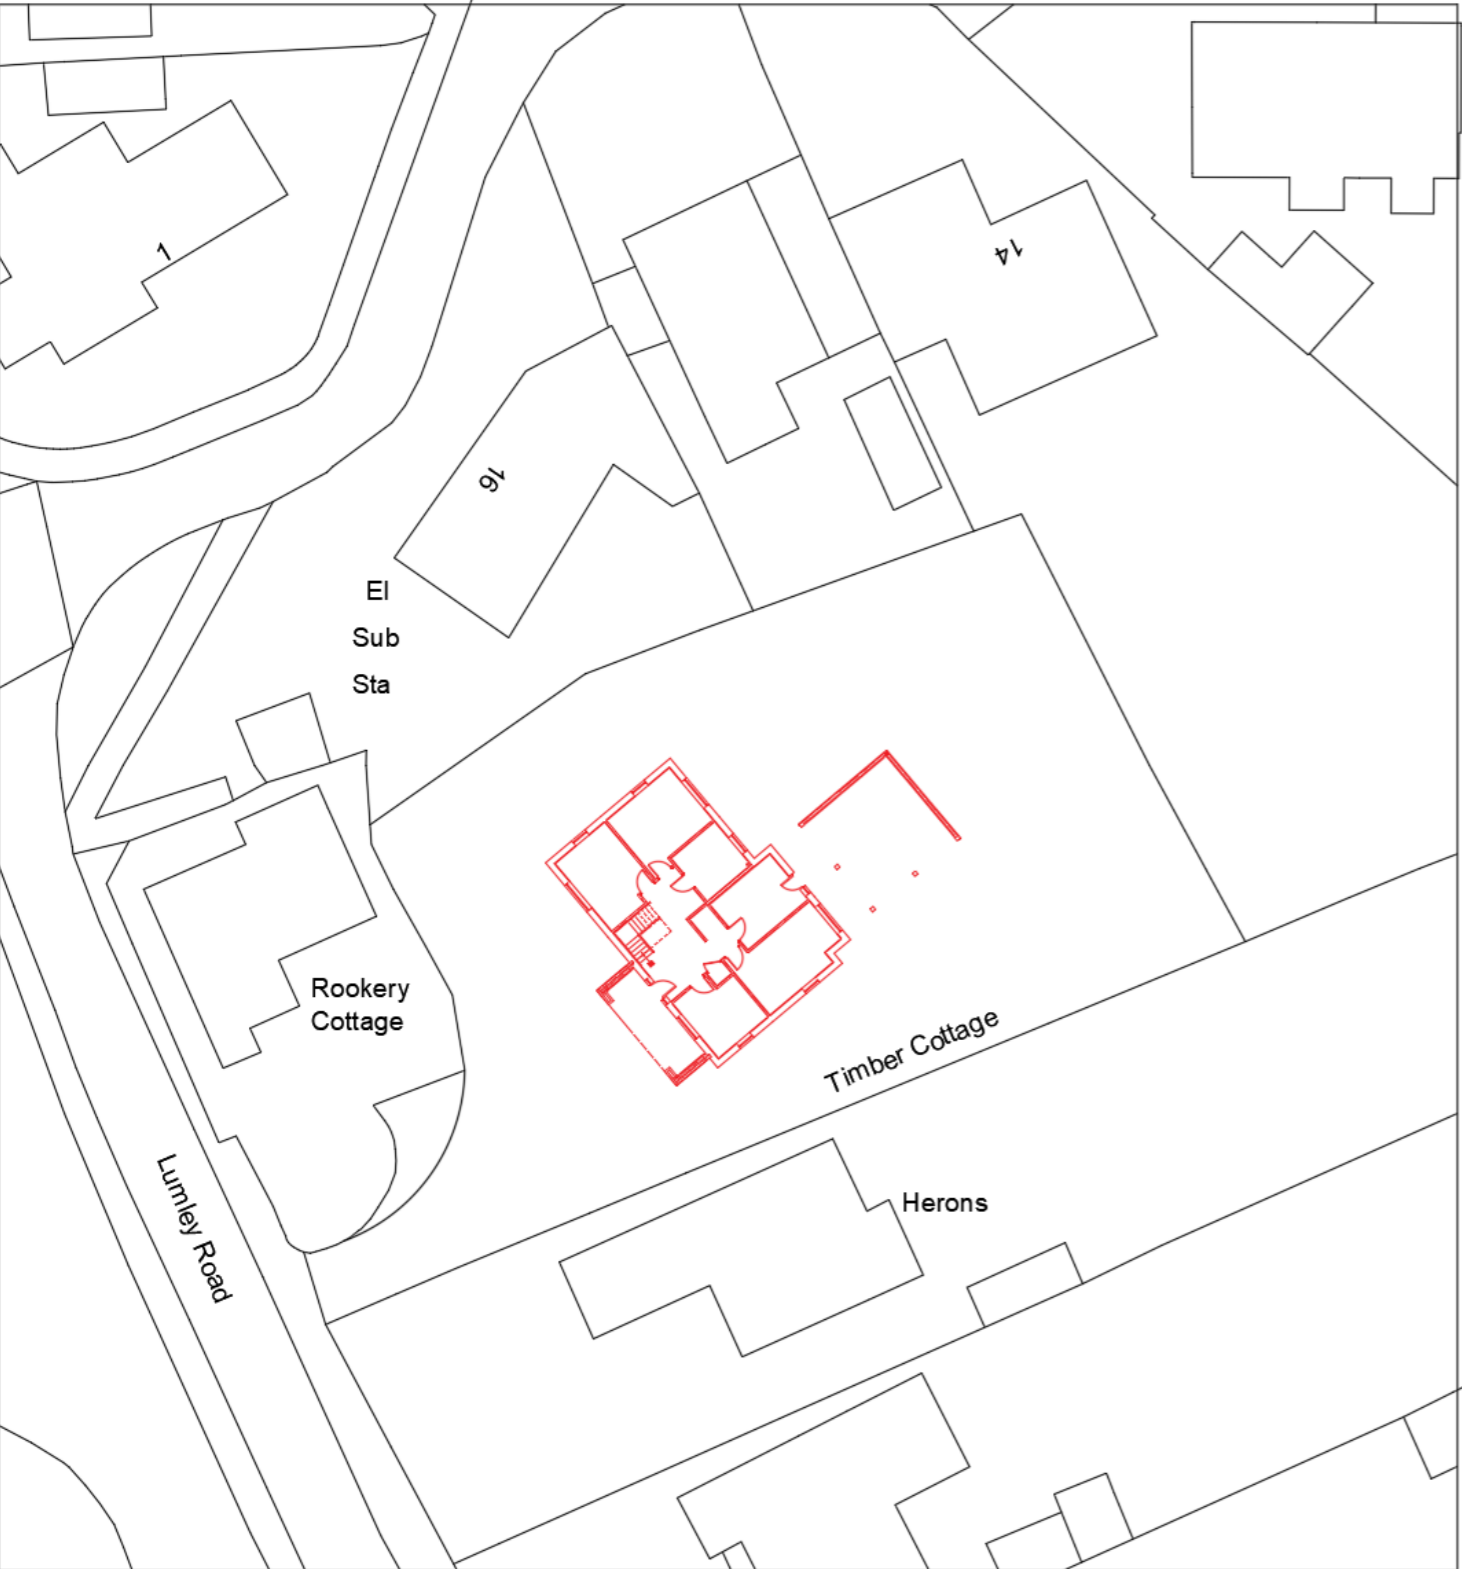 1
14
16
El
Sub
Sta
Rookery
Cottage
Timber Cottage
Lumley Road
Herons